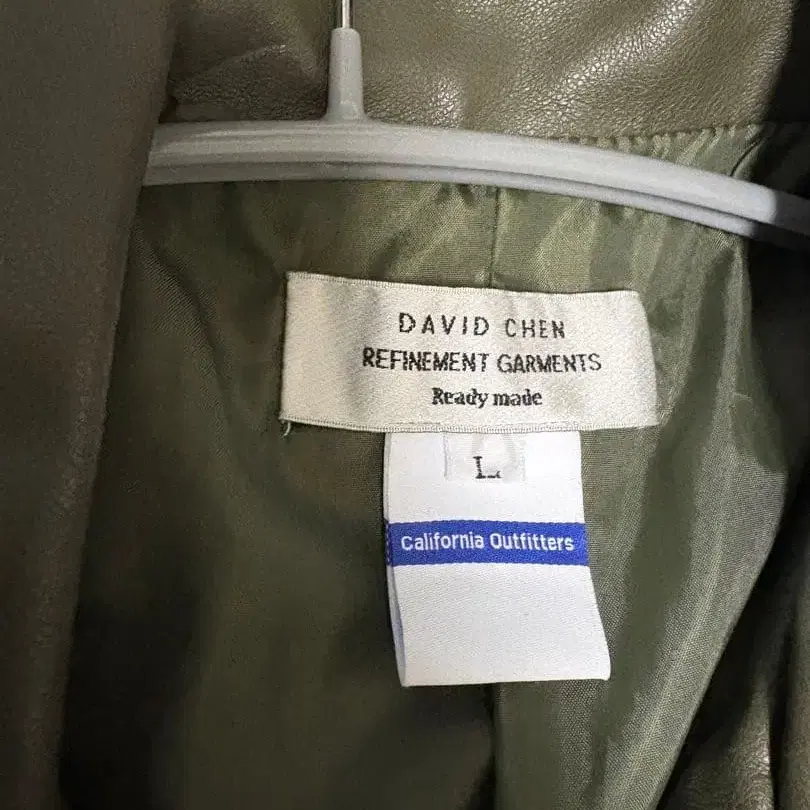 DAVID CHEN
REFINEMENT GARMENTS
Ready made
L
California Outfitters